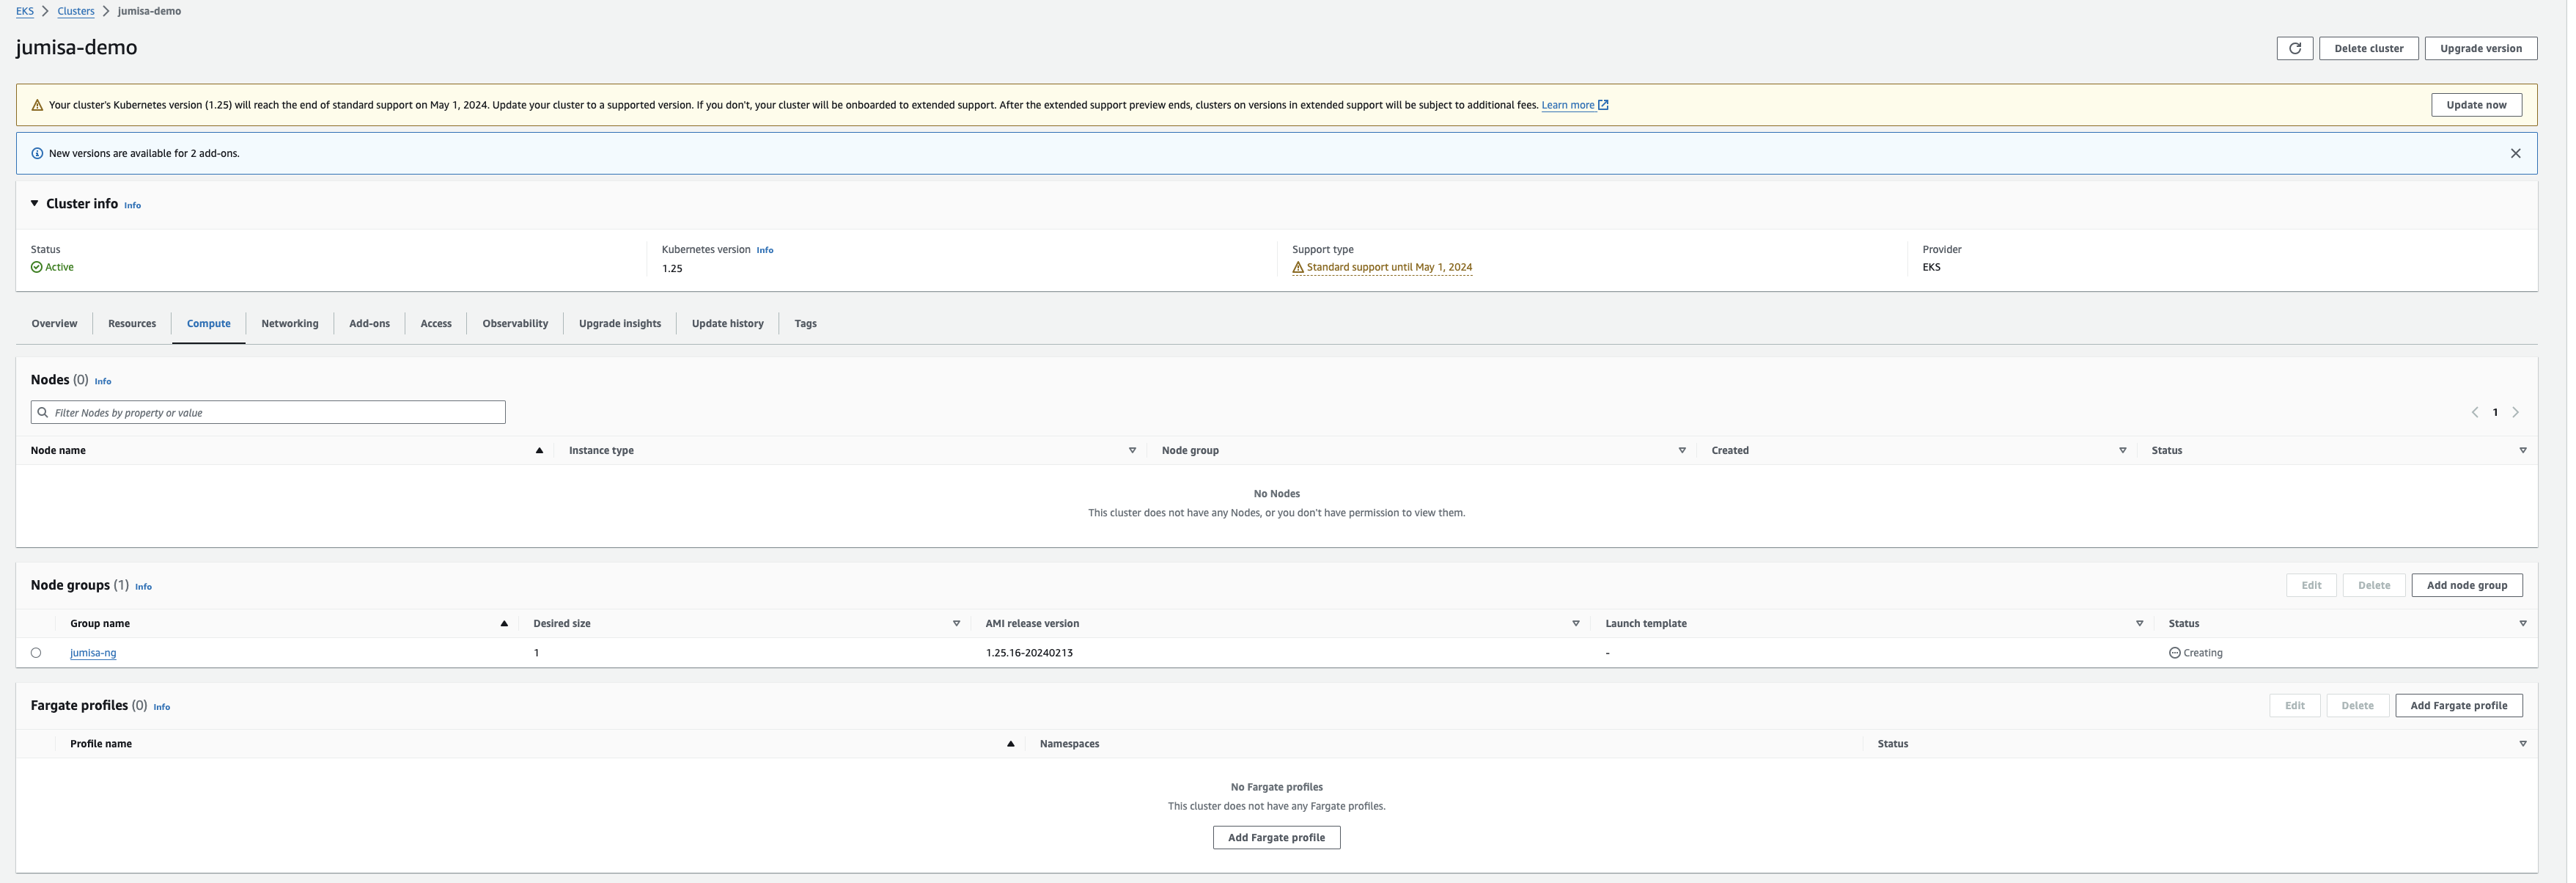 EKS > Clusters > jumisa-demo
jumisa-demo
Delete cluster Upgrade version
Your cluster's Kubernetes version (1.25) will reach the end of standard support on May 1, 2024. Update your cluster to a supported version. If you don't, your cluster will be onboarded to extended support. After the extended support preview ends, clusters on versions in extended support will be subject to additional fees. Learn more Update now
New versions are available for 2 add-ons.
Cluster info Info
Status Kubernetes version Info Support type Provider
Active 1.25 Standard support until May 1, 2024 EKS
Overview Resources Compute Networking Add-ons Access Observability Upgrade insights Update history Tags
Nodes (0) Info
Filter Nodes by property or value 1
Node name Instance type Node group Created Status
No Nodes
This cluster does not have any Nodes, or you don't have permission to view them.
Node groups (1) Info Edit Delete Add node group
Group name Desired size AMI release version Launch template Status
jumisa-ng 1 1.25.16-20240213 - Creating
Fargate profiles (0) Info Edit Delete Add Fargate profile
Profile name Namespaces Status
No Fargate profiles
This cluster does not have any Fargate profiles.
Add Fargate profile